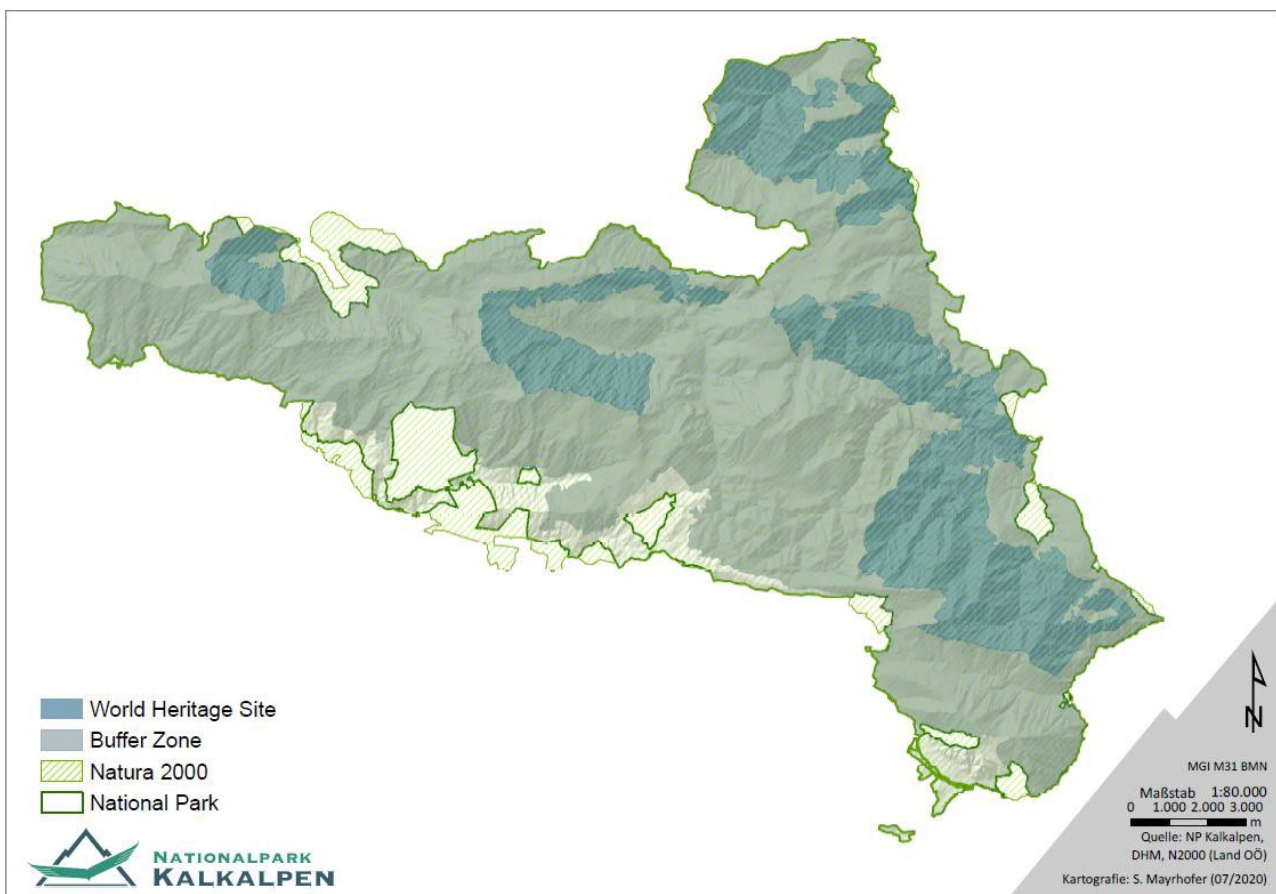 World Heritage Site
Buffer Zone
Natura 2000
National Park
NATIONALPARK
KALKALPEN
N
MGI M31 BMN
Maßstab 1:80.000
0 1.000 2.000 3.000
m
Quelle: NP Kalkalpen,
DHM, N2000 (Land OÖ)
Kartografie: S. Mayrhofer (07/2020)